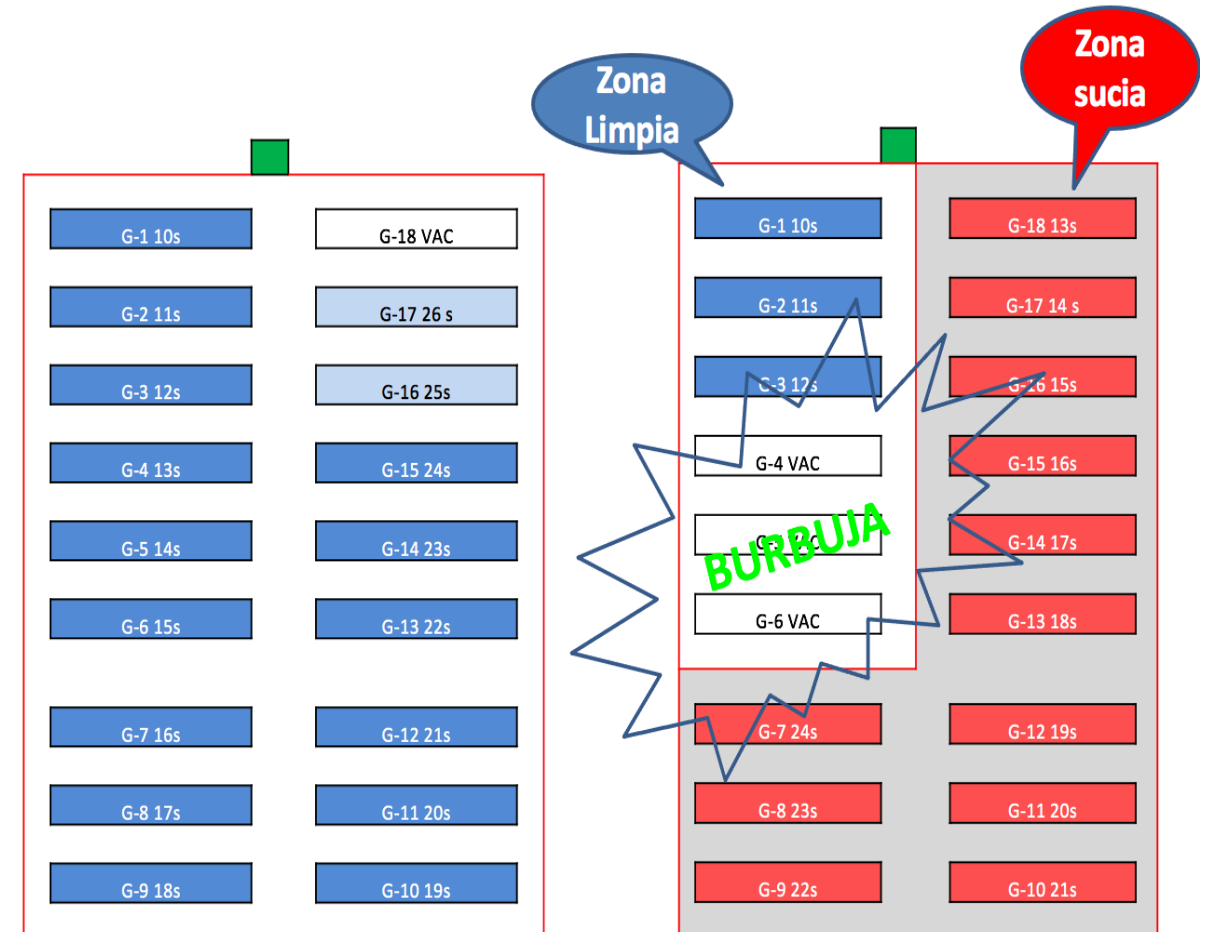 Zona
Limpia
Zona
sucia
G-1 10s
G-18 VAC
G-2 11s
G-17 26 s
G-3 12s
G-16 25s
G-4 13s
G-15 24s
G-5 14s
G-14 23s
G-6 15s
G-13 22s
G-7 16s
G-12 21s
G-8 17s
G-11 20s
G-9 18s
G-10 19s
G-1 10s
G-18 13s
G-2 11s
G-17 14 s
G-3 12s
G-16 15s
G-4 VAC
G-15 16s
G-5 VAC
BURBUJA
G-14 17s
G-6 VAC
G-13 18s
G-7 24s
G-12 19s
G-8 23s
G-11 20s
G-9 22s
G-10 21s